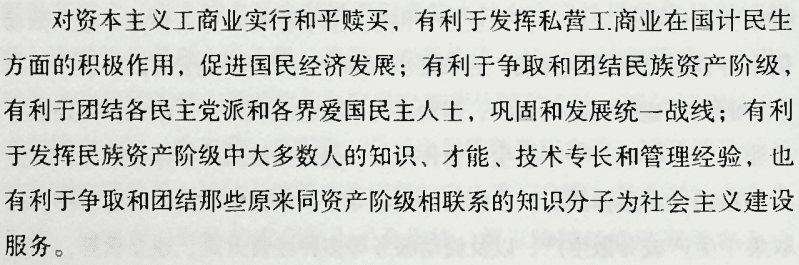 对资本主义工商业实行和平赎买，有利于发挥私营工商业在国计民生
方面的积极作用，促进国民经济发展；有利于争取和团结民族资产阶级，
有利于团结各民主党派和各界爱国民主人士，巩固和发展统一战线；有利
于发挥民族资产阶级中大多数人的知识、才能、技术专长和管理经验，也
有利于争取和团结那些原来同资产阶级相联系的知识分子为社会主义建设
服务。